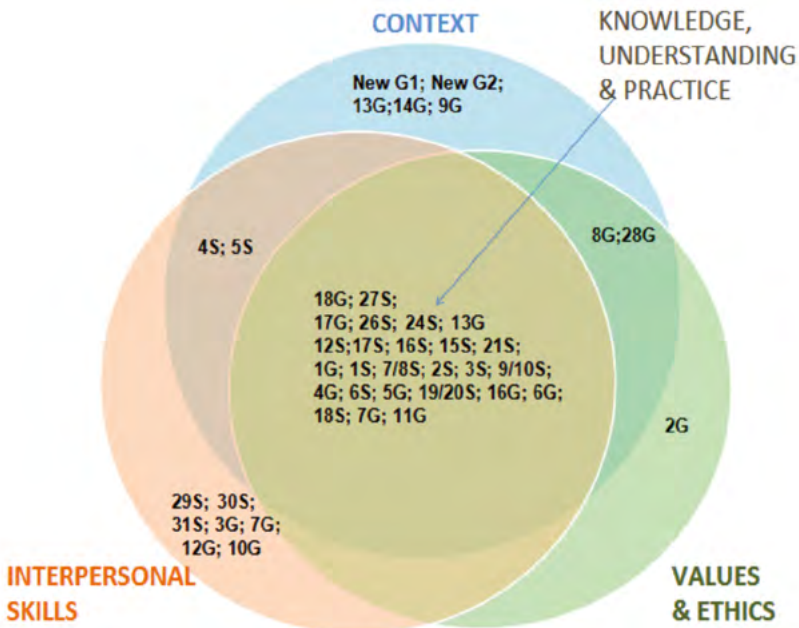 CONTEXT
KNOWLEDGE,
UNDERSTANDING
& PRACTICE
New G1; New G2;
13G;14G; 9G
4S; 5S
8G;28G
18G; 27S;
17G; 26S; 24S; 13G
12S;17S; 16S; 15S; 21S;
1G; 1S; 7/8S; 2S; 3S; 9/10S;
4G; 6S; 5G; 19/20S; 16G; 6G;
18S; 7G; 11G
2G
29S; 30S;
31S; 3G; 7G;
12G; 10G
INTERPERSONAL
SKILLS
VALUES
& ETHICS